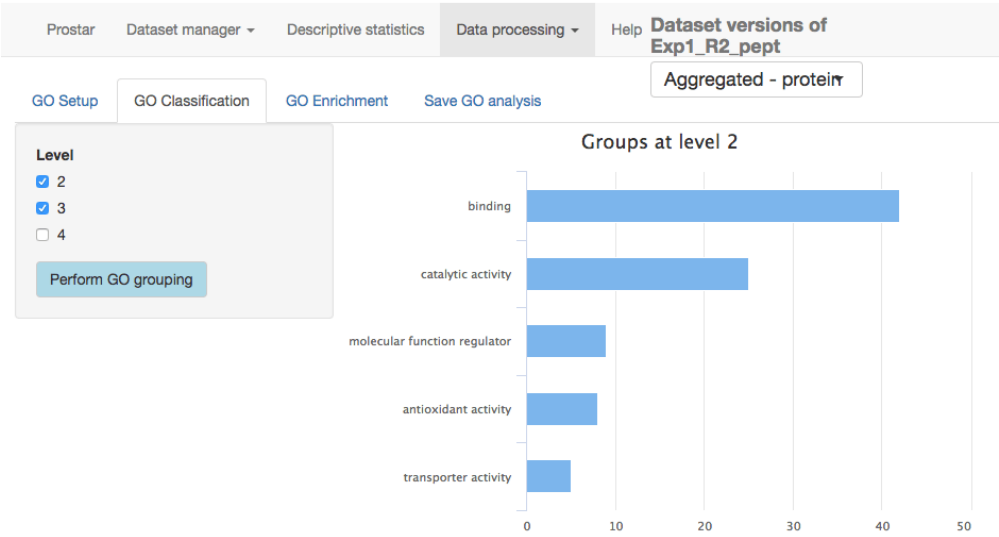 Prostar Dataset manager Descriptive statistics Data processing Help Dataset versions of
Exp1_R2_pept
Aggregated - protein
GO Setup GO Classification GO Enrichment Save GO analysis
Groups at level 2
Level
2
3
4
Perform GO grouping
binding
catalytic activity
molecular function regulator
antioxidant activity
transporter activity
0 10 20 30 40 50